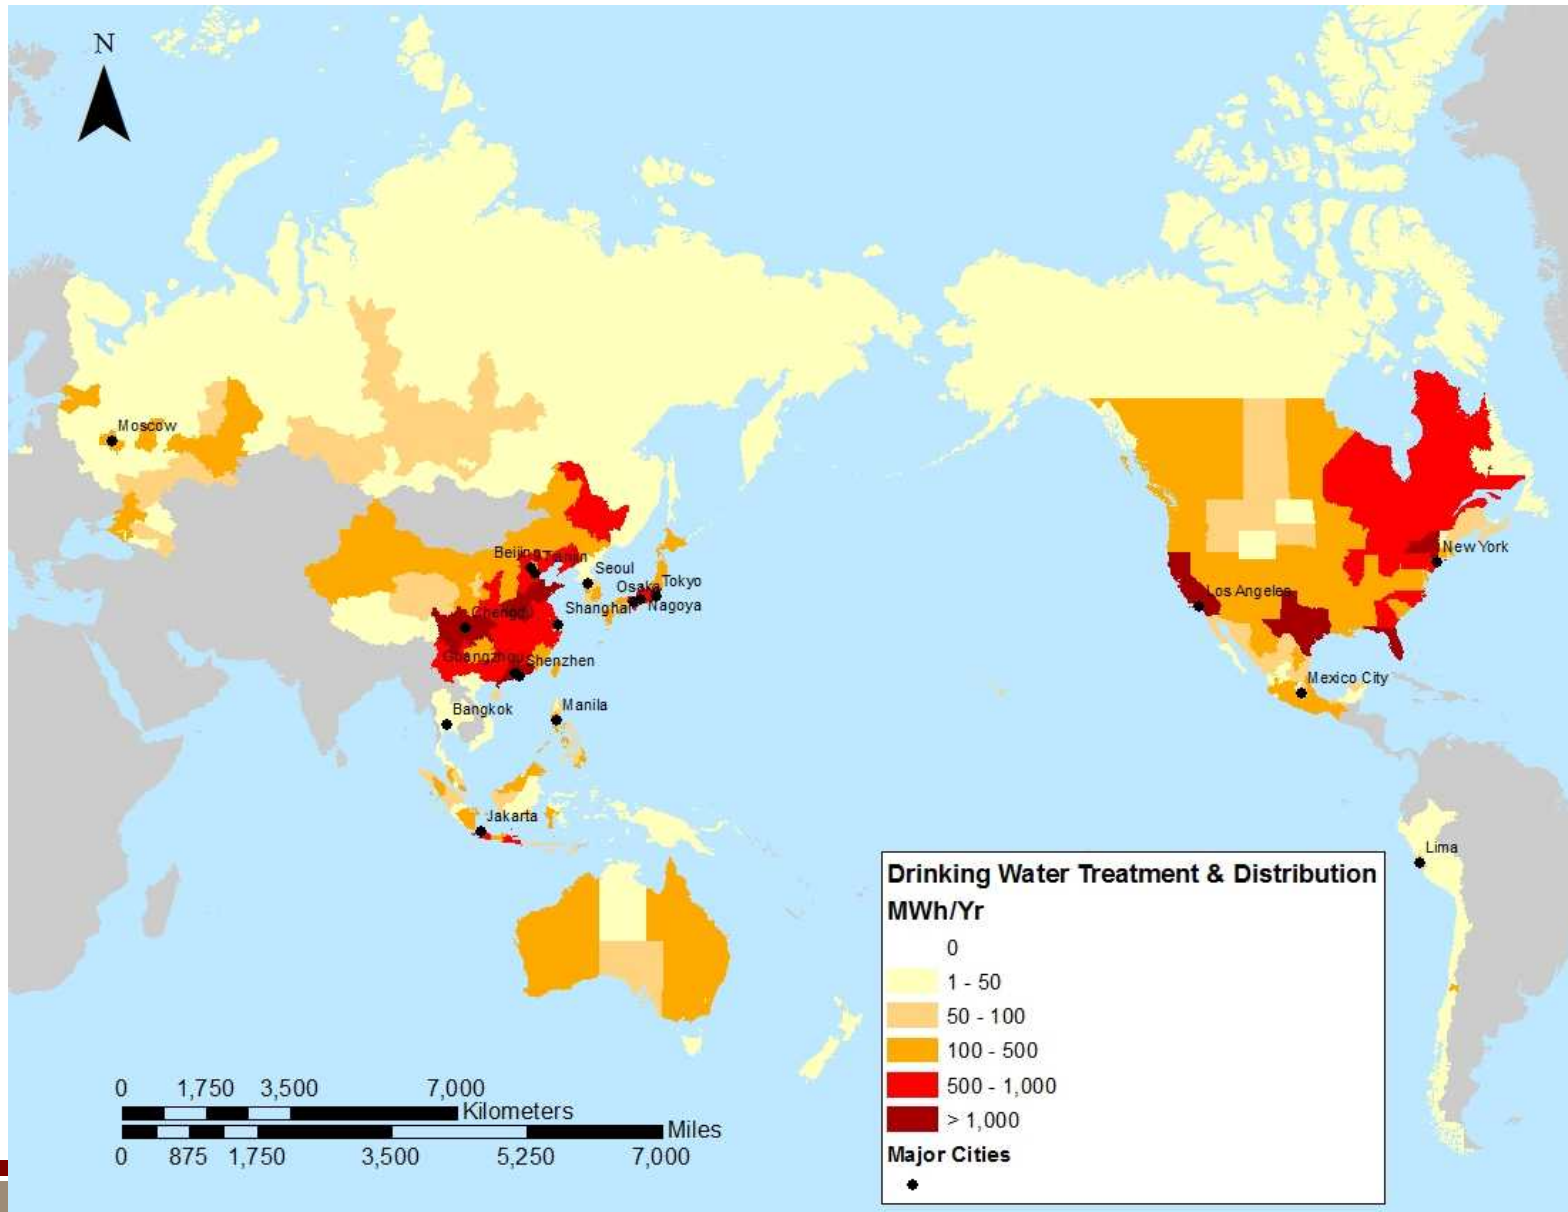 N
Moscow
Beijing
Tianjin
Seoul
Osaka
Tokyo
Shanghai
Nagoya
Chengdu
Guangzhou
Shenzhen
Bangkok
Manila
Jakarta
New York
Los Angeles
Mexico City
Lima
Drinking Water Treatment & Distribution
MWh/Yr
0
1 - 50
50 - 100
100 - 500
500 - 1,000
> 1,000
Major Cities
0 1,750 3,500 7,000
Kilometers
Miles
0 875 1,750 3,500 5,250 7,000